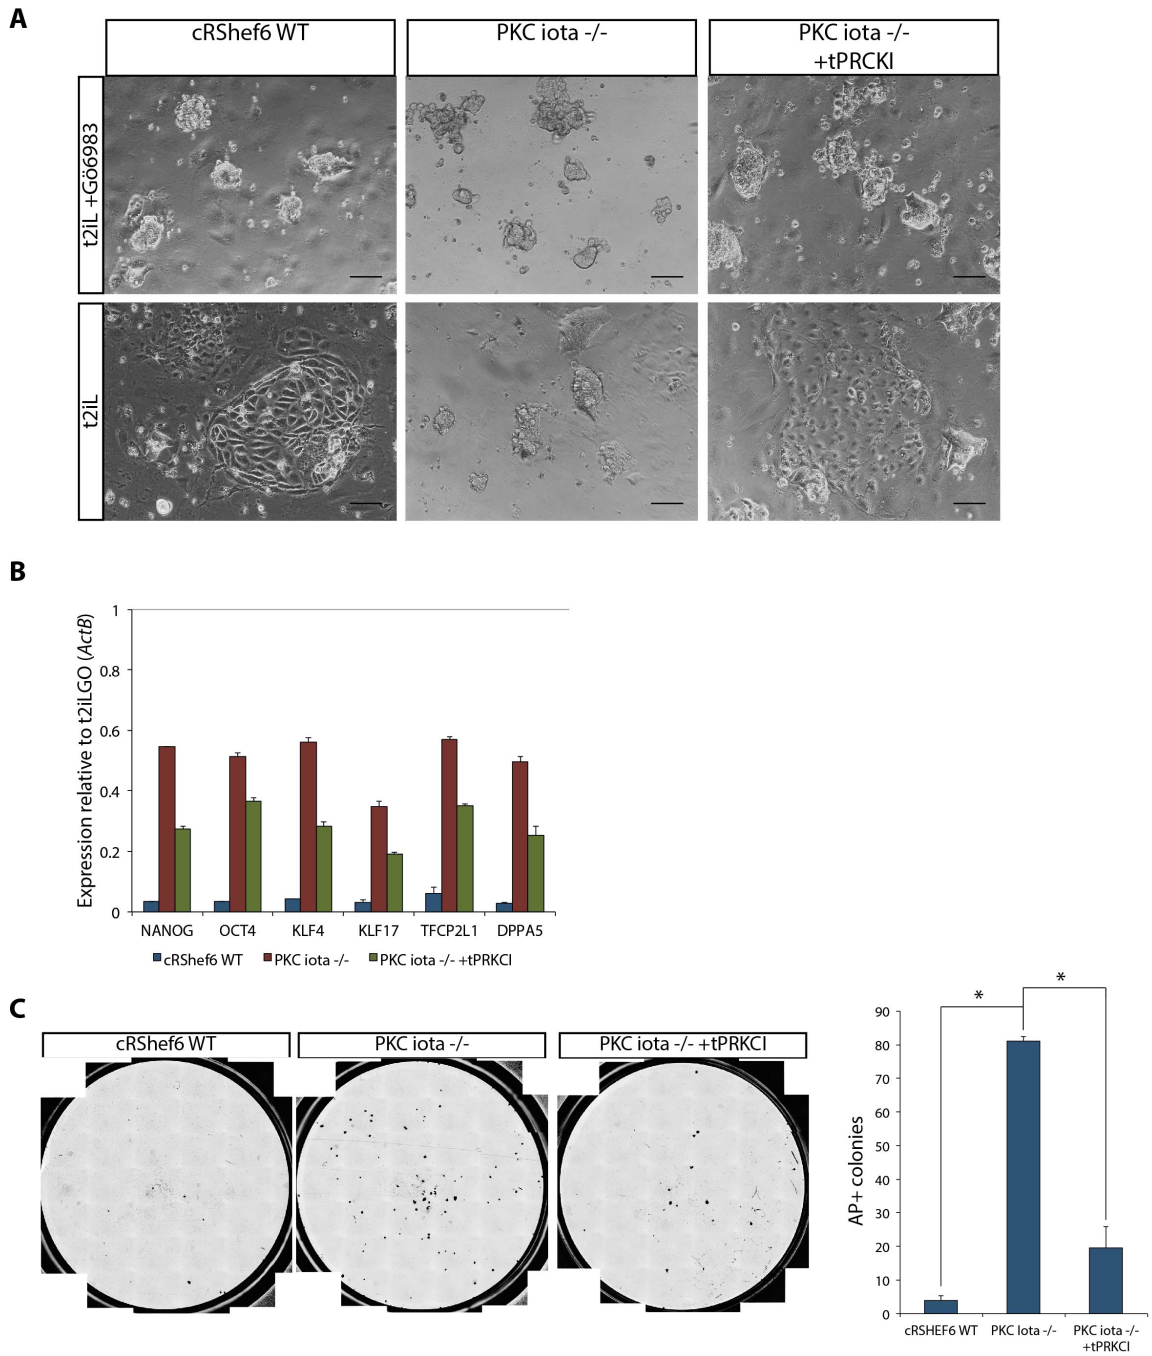 A
cRShef6 WT
PKC iota -/-
PKC iota -/-
+tPRCKI
t2iL +Gö6983
t2iL
B
Expression relative to t2iLGO (ActB)
1
0.8
0.6
0.4
0.2
0
NANOG OCT4 KLF4 KLF17 TFCP2L1 DPPA5
cRShef6 WT PKC iota -/- PKC iota -/- +tPRKCI
C
cRShef6 WT
PKC iota -/-
PKC iota -/- +tPRKCI
AP+ colonies
90
80
70
60
50
40
30
20
10
0
* *
cRSHEF6 WT
PKC Iota -/-
PKC iota -/-
+tPRKCI